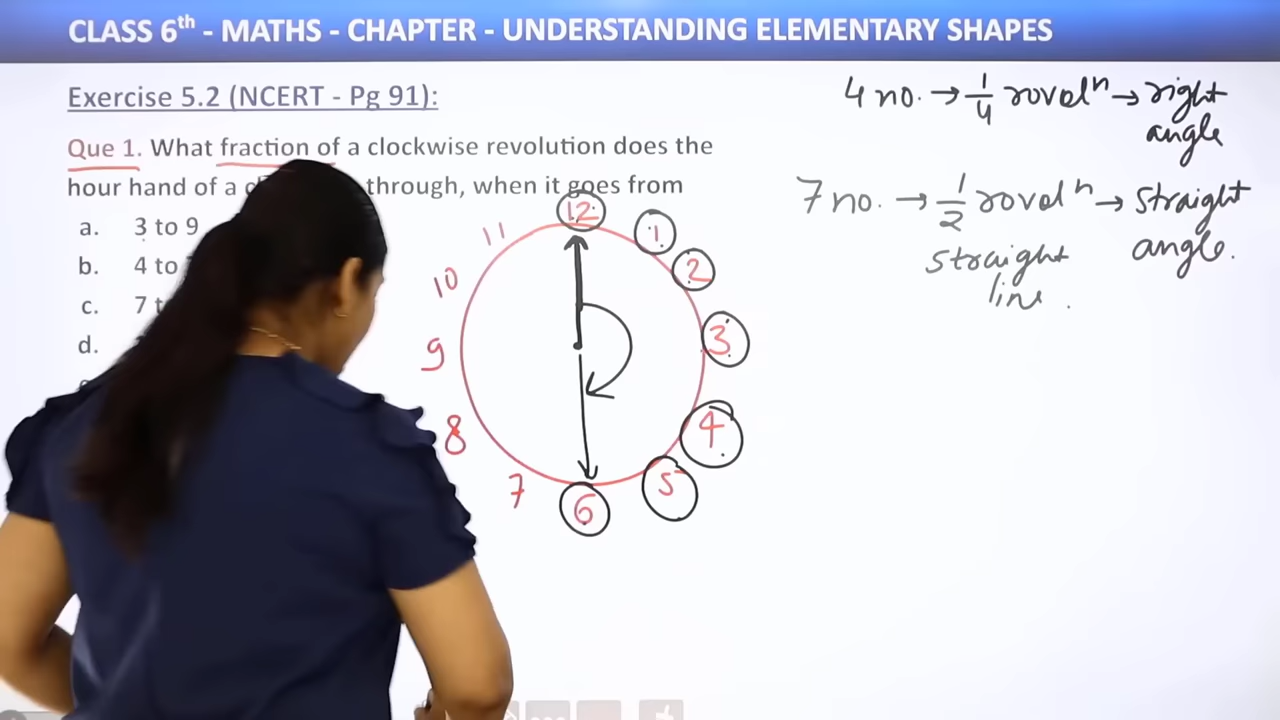 CLASS 6th - MATHS - CHAPTER - UNDERSTANDING ELEMENTARY SHAPES
Exercise 5.2 (NCERT - Pg 91):
Que 1. What fraction of a clockwise revolution does the
hour hand of a through, when it goes from
a. 3 to 9
b. 4 to
c. 7
d.
4 no. → 1/4 rovolⁿ → right
angle
7 no. → 1/2 rovolⁿ → straight
angle.
straight
line.
12
11
1
10
2
9
3
8
4
7
5
6